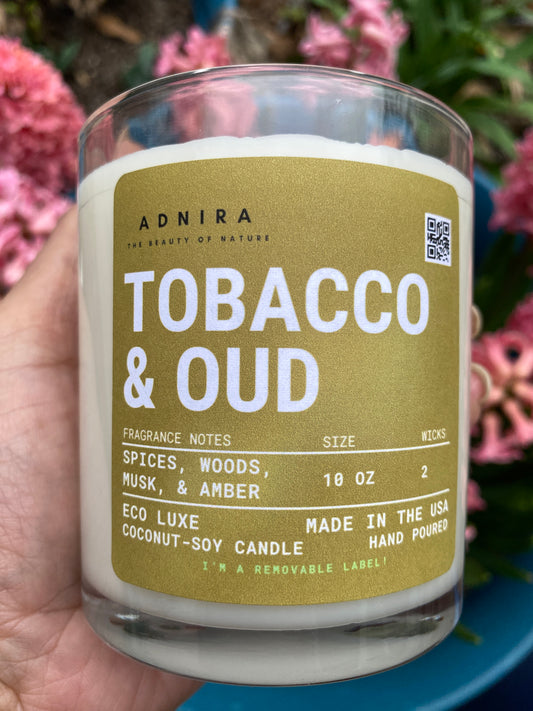 ADNIRA
THE BEAUTY OF NATURE
TOBACCO
& OUD
FRAGRANCE NOTES SIZE WICKS
SPICES, WOODS,
MUSK, & AMBER 10 OZ 2
ECO LUXE MADE IN THE USA
COCONUT-SOY CANDLE HAND POURED
I'M A REMOVABLE LABEL!